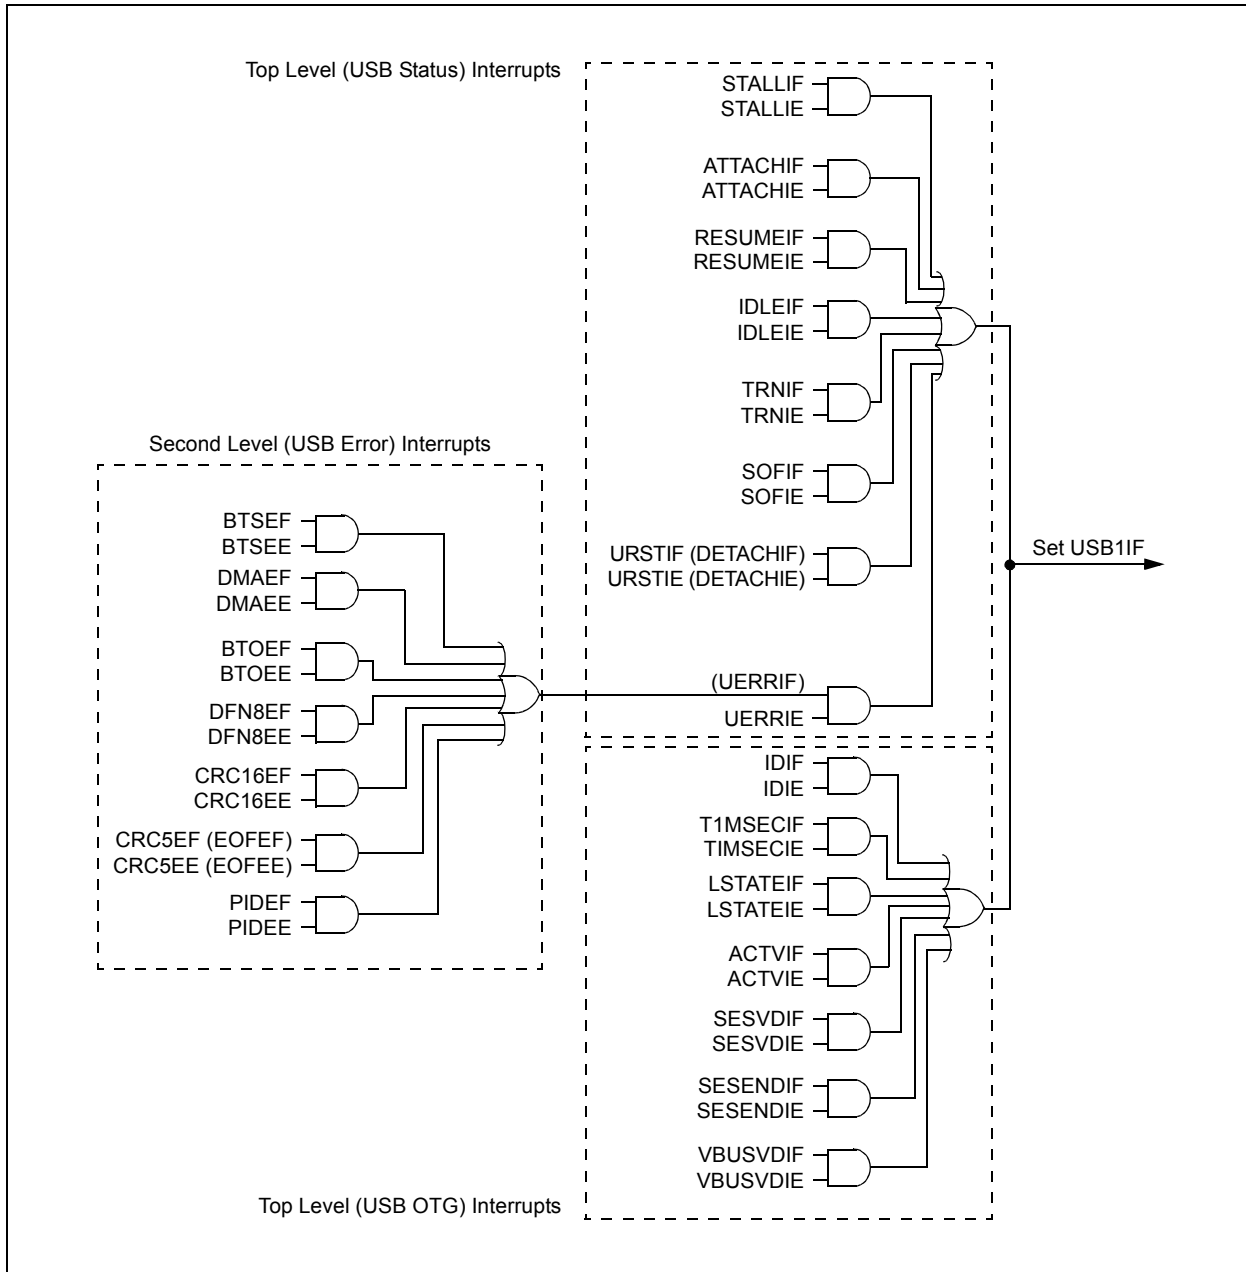 Top Level (USB Status) Interrupts
STALLIF
STALLIE
ATTACHIF
ATTACHIE
RESUMEIF
RESUMEIE
IDLEIF
IDLEIE
TRNIF
TRNIE
SOFIF
SOFIE
URSTIF (DETACHIF)
URSTIE (DETACHIE)
(UERRIF)
UERRIE
Second Level (USB Error) Interrupts
BTSEF
BTSEE
DMAEF
DMAEE
BTOEF
BTOEE
DFN8EF
DFN8EE
CRC16EF
CRC16EE
CRC5EF (EOFEF)
CRC5EE (EOFEE)
PIDEF
PIDEE
Set USB1IF
IDIF
IDIE
T1MSECIF
TIMSECIE
LSTATEIF
LSTATEIE
ACTVIF
ACTVIE
SESVDIF
SESVDIE
SESENDIF
SESENDIE
VBUSVDIF
VBUSVDIE
Top Level (USB OTG) Interrupts